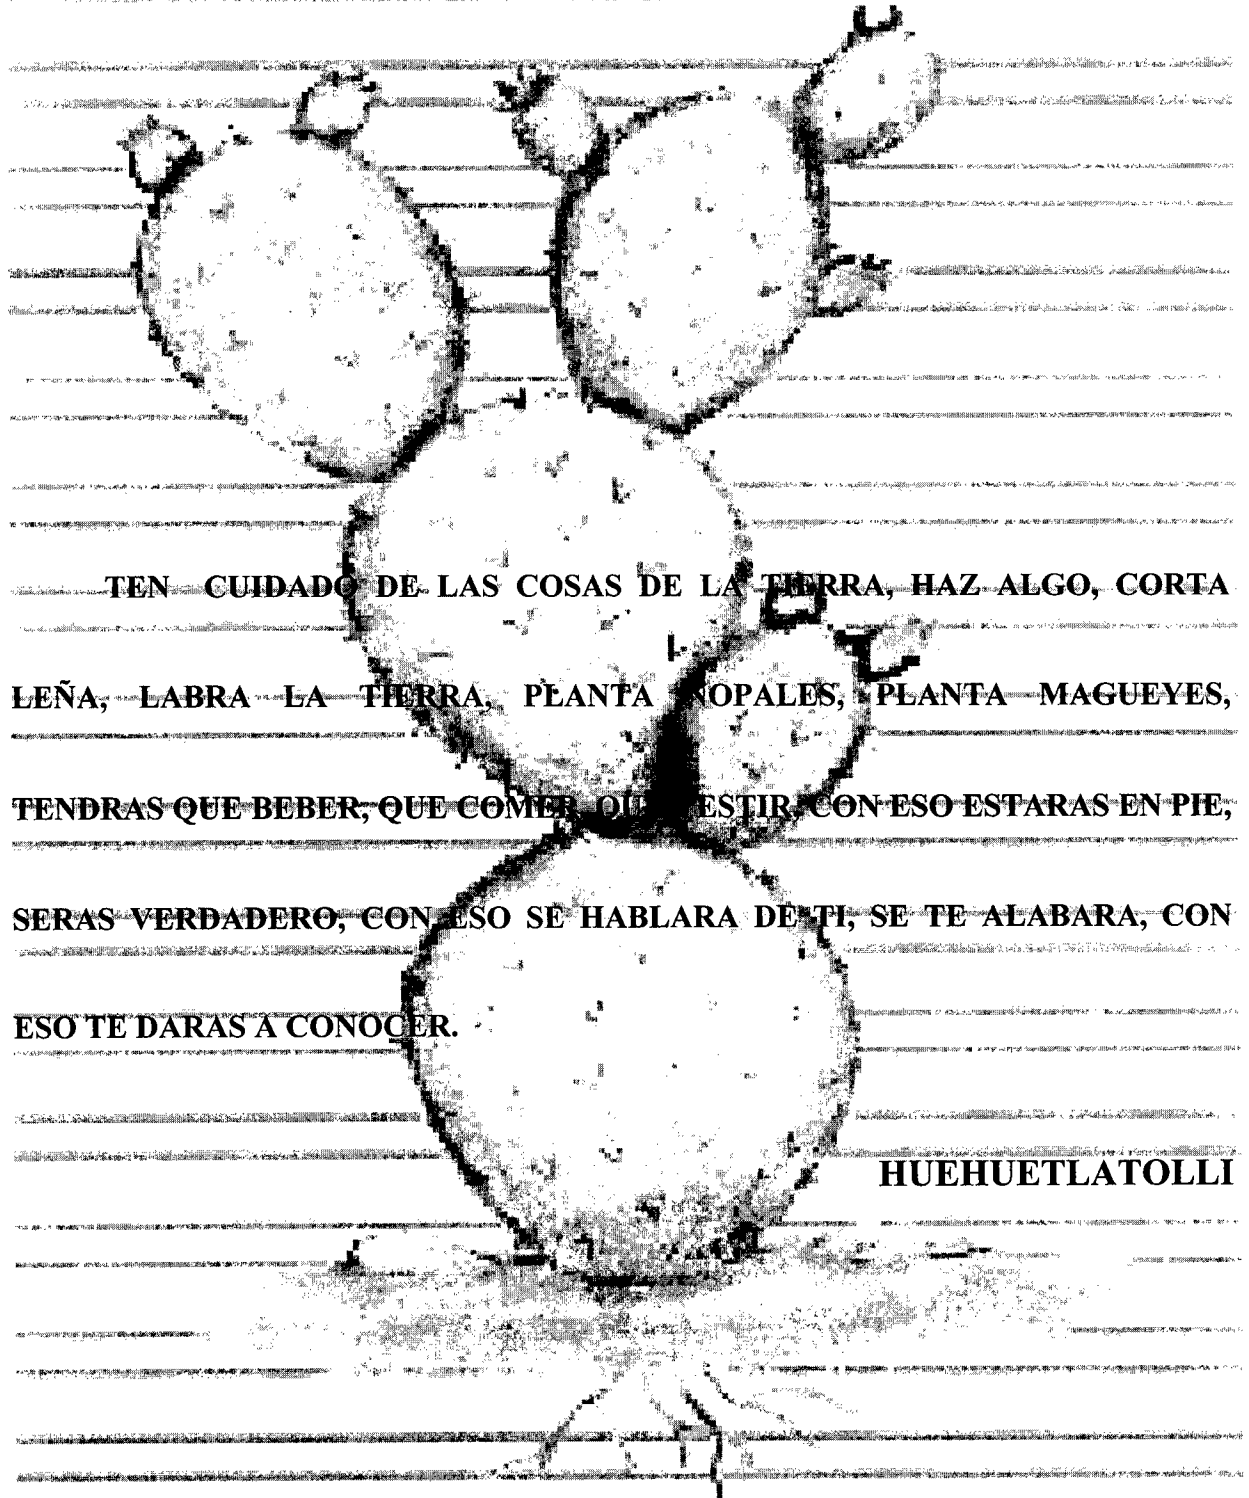 TEN CUIDADO DE LAS COSAS DE LA TIERRA, HAZ ALGO, CORTA
LEÑA, LABRA LA TIERRA, PLANTA NOPALES, PLANTA MAGUEYES,
TENDRAS QUE BEBER, QUE COMER, QUE VESTIR, CON ESO ESTARAS EN PIE,
SERAS VERDADERO, CON ESO SE HABLARA DE TI, SE TE ALABARA, CON
ESO TE DARAS A CONOCER.
HUEHUETLATOLLI